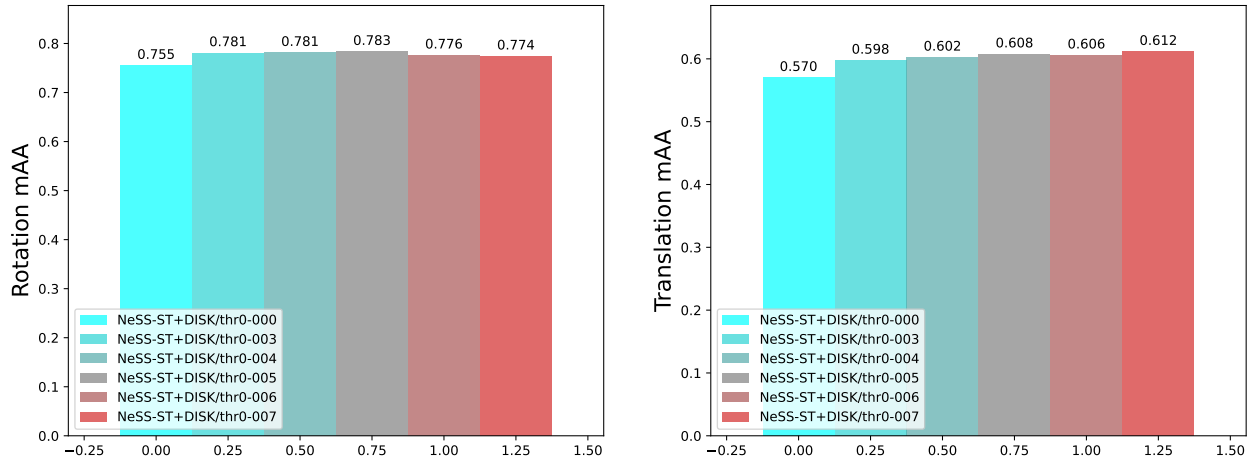 Rotation mAA
0.8
0.7
0.6
0.5
0.4
0.3
0.2
0.1
0.0
0.755
0.781
0.781
0.783
0.776
0.774
NeSS-ST+DISK/thr0-000
NeSS-ST+DISK/thr0-003
NeSS-ST+DISK/thr0-004
NeSS-ST+DISK/thr0-005
NeSS-ST+DISK/thr0-006
NeSS-ST+DISK/thr0-007
−0.25 0.00 0.25 0.50 0.75 1.00 1.25 1.50
Translation mAA
0.6
0.5
0.4
0.3
0.2
0.1
0.0
0.570
0.598
0.602
0.608
0.606
0.612
NeSS-ST+DISK/thr0-000
NeSS-ST+DISK/thr0-003
NeSS-ST+DISK/thr0-004
NeSS-ST+DISK/thr0-005
NeSS-ST+DISK/thr0-006
NeSS-ST+DISK/thr0-007
−0.25 0.00 0.25 0.50 0.75 1.00 1.25 1.50